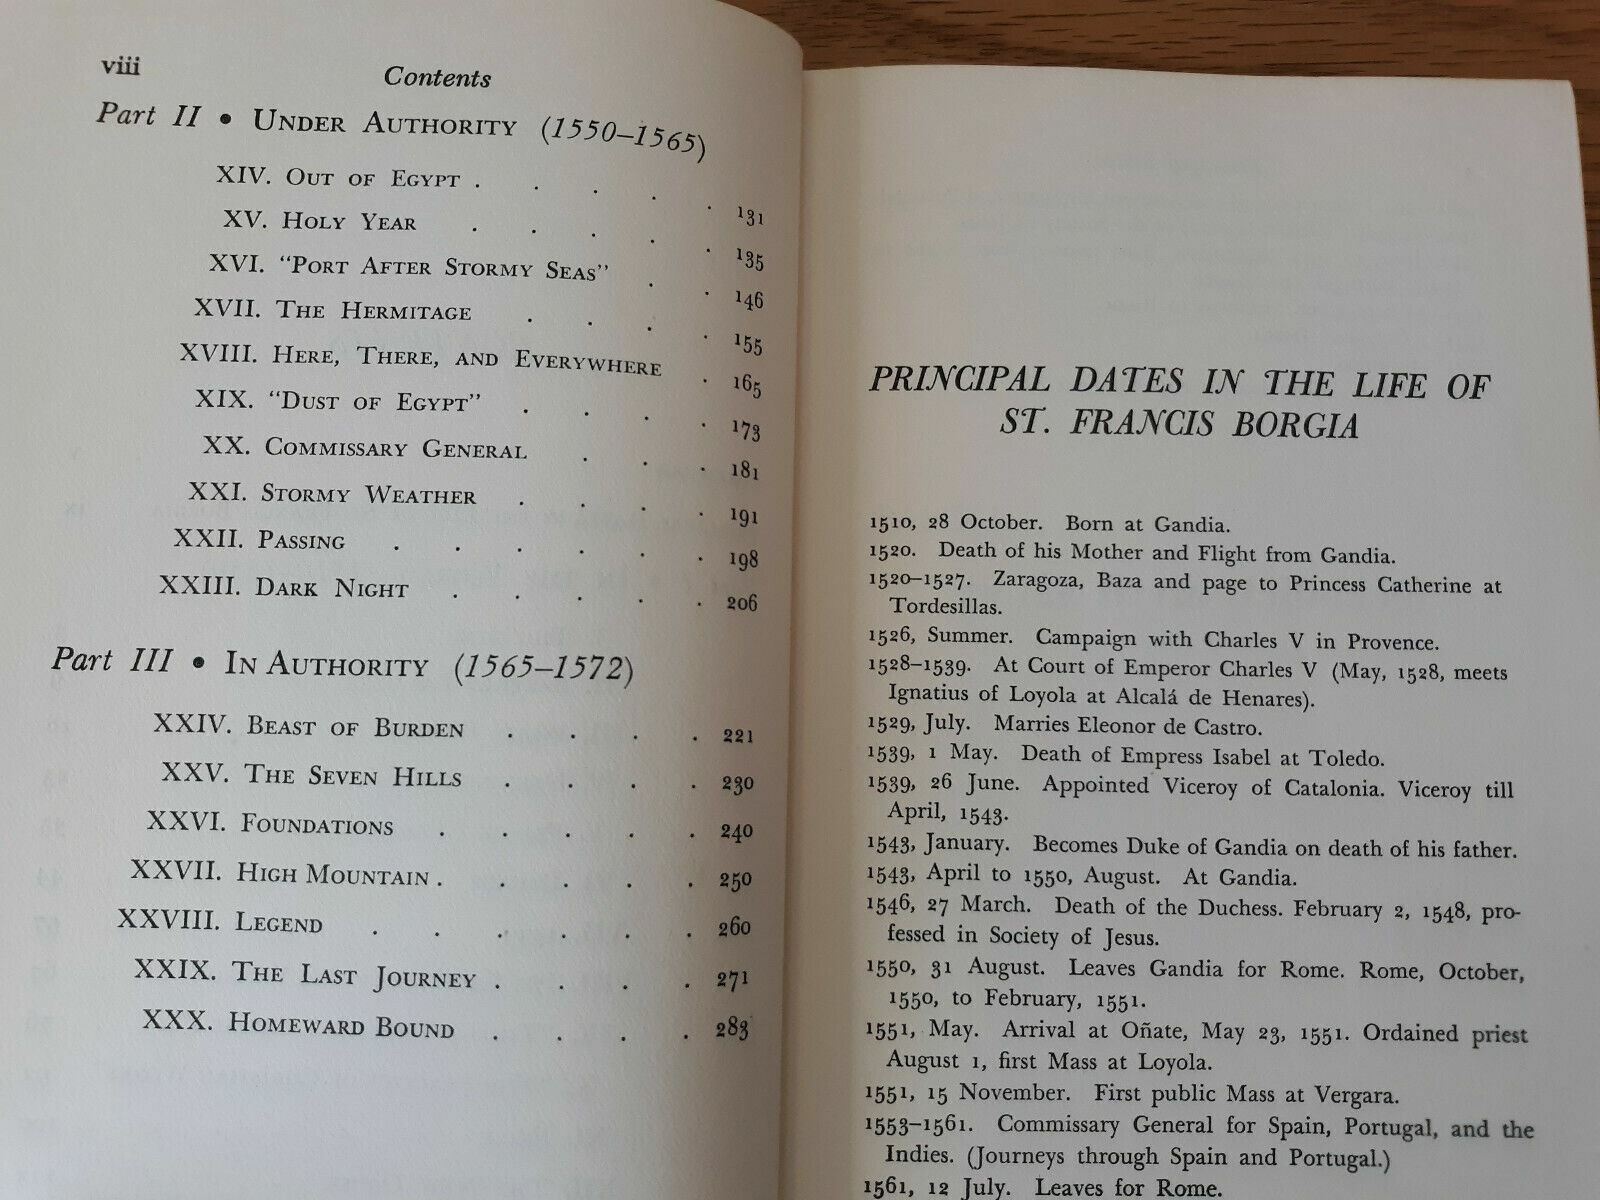 viii
Contents
Part II • Under Authority (1550–1565)
XIV. Out of Egypt . . . . . 131
XV. Holy Year . . . . . 135
XVI. "Port After Stormy Seas" . . 146
XVII. The Hermitage . . . . 155
XVIII. Here, There, and Everywhere . 165
XIX. "Dust of Egypt" . . . . 173
XX. Commissary General . . . 181
XXI. Stormy Weather . . . . 191
XXII. Passing . . . . . . 198
XXIII. Dark Night . . . . . 206
Part III • In Authority (1565–1572)
XXIV. Beast of Burden . . . . 221
XXV. The Seven Hills . . . . 230
XXVI. Foundations . . . . . 240
XXVII. High Mountain . . . . . 250
XXVIII. Legend . . . . . . 260
XXIX. The Last Journey . . . . 271
XXX. Homeward Bound . . . . 283
PRINCIPAL DATES IN THE LIFE OF
ST. FRANCIS BORGIA
1510, 28 October. Born at Gandia.
1520. Death of his Mother and Flight from Gandia.
1520–1527. Zaragoza, Baza and page to Princess Catherine at
Tordesillas.
1526, Summer. Campaign with Charles V in Provence.
1528–1539. At Court of Emperor Charles V (May, 1528, meets
Ignatius of Loyola at Alcalá de Henares).
1529, July. Marries Eleonor de Castro.
1539, 1 May. Death of Empress Isabel at Toledo.
1539, 26 June. Appointed Viceroy of Catalonia. Viceroy till
April, 1543.
1543, January. Becomes Duke of Gandia on death of his father.
1543, April to 1550, August. At Gandia.
1546, 27 March. Death of the Duchess. February 2, 1548, pro-
fessed in Society of Jesus.
1550, 31 August. Leaves Gandia for Rome. Rome, October,
1550, to February, 1551.
1551, May. Arrival at Oñate, May 23, 1551. Ordained priest
August 1, first Mass at Loyola.
1551, 15 November. First public Mass at Vergara.
1553–1561. Commissary General for Spain, Portugal, and the
Indies. (Journeys through Spain and Portugal.)
1561, 12 July. Leaves for Rome.